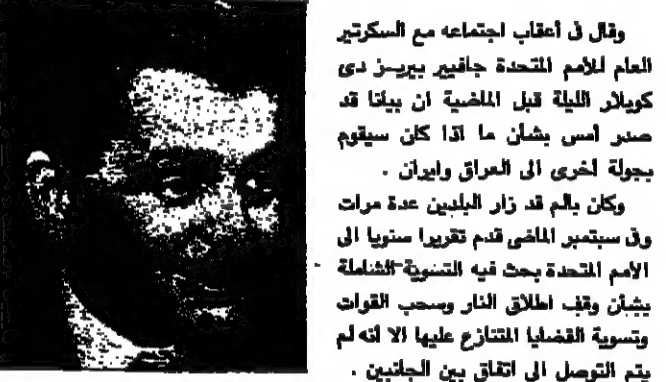 وقال فى أعقاب اجتماعه مع السكرتير
العام للأمم المتحدة جافيير بيريـز دى
كويلار الليلة قبل الماضية ان بيانا قد
صدر أمس بشأن ما اذا كان سيقوم
بجولة أخرى الى العراق وايران .
وكان بالم قد زار البلدين عدة مرات
وفى سبتمبر الماضى قدم تقريرا سنويا الى
الأمم المتحدة بحث فيه التسوية الشاملة
بشأن وقف اطلاق النار وسحب القوات
وتسوية القضايا المتنازع عليها الا انه لم
يتم التوصل الى اتفاق بين الجانبين .